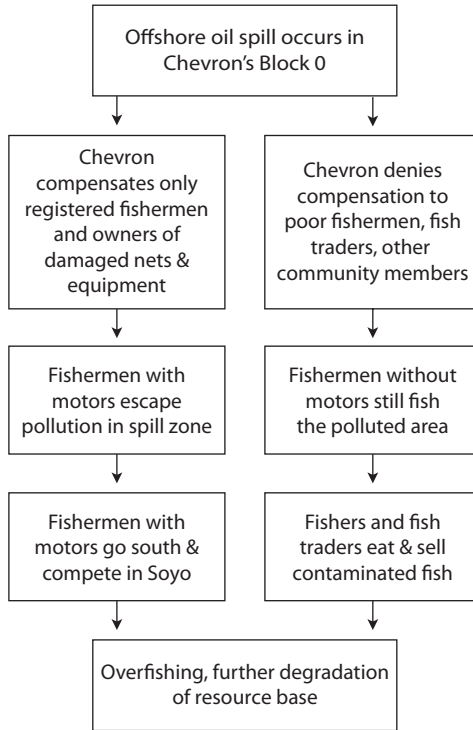 Offshore oil spill occurs in
Chevron’s Block 0
Chevron
compensates only
registered fishermen
and owners of
damaged nets &
equipment
Chevron denies
compensation to
poor fishermen, fish
traders, other
community members
Fishermen with
motors escape
pollution in spill zone
Fishermen without
motors still fish
the polluted area
Fishermen with
motors go south &
compete in Soyo
Fishers and fish
traders eat & sell
contaminated fish
Overfishing, further degradation
of resource base